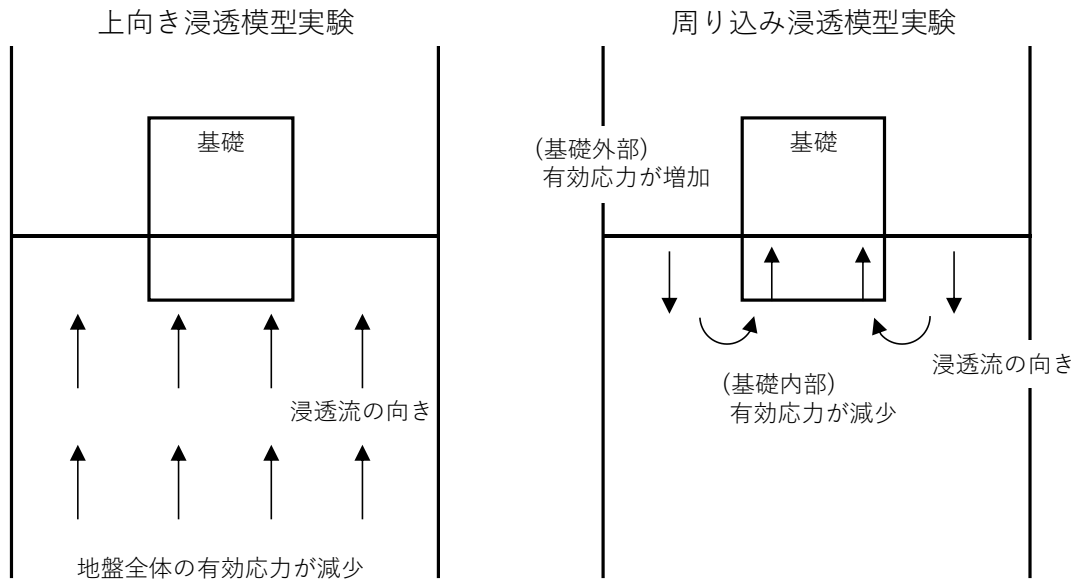 上向き浸透模型実験
基礎
浸透流の向き
地盤全体の有効応力が減少
周り込み浸透模型実験
(基礎外部)
有効応力が増加
基礎
浸透流の向き
(基礎内部)
有効応力が減少